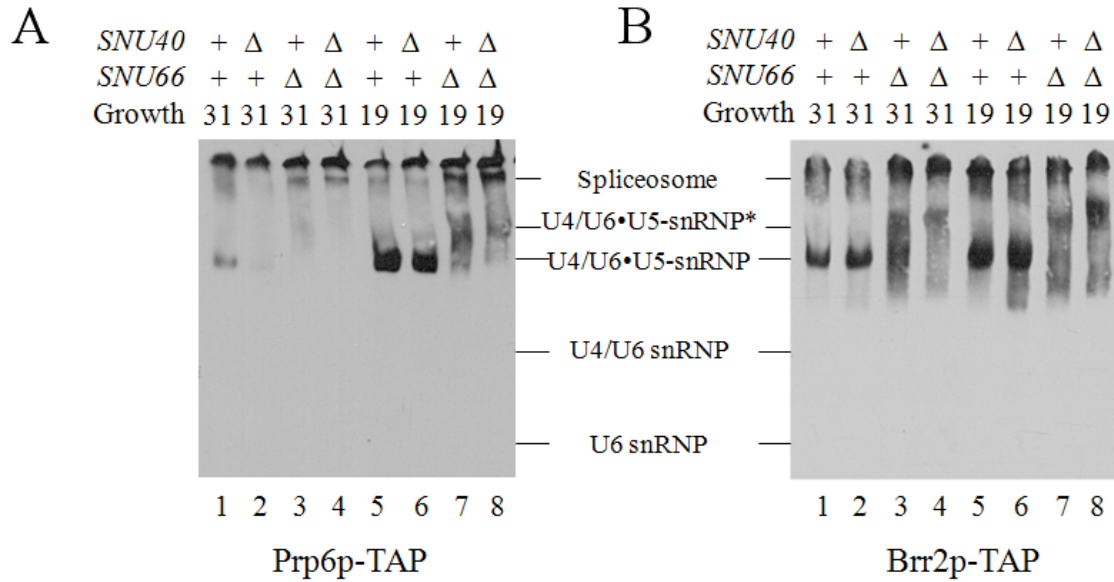 A
SNU40 + Δ + Δ + Δ + Δ
SNU66 + + Δ Δ + + Δ Δ
Growth 31 31 31 31 19 19 19 19
B
SNU40 + Δ + Δ + Δ + Δ
SNU66 + + Δ Δ + + Δ Δ
Growth 31 31 31 31 19 19 19 19
Spliceosome
U4/U6•U5-snRNP*
U4/U6•U5-snRNP
U4/U6 snRNP
U6 snRNP
1 2 3 4 5 6 7 8
Prp6p-TAP
1 2 3 4 5 6 7 8
Brr2p-TAP